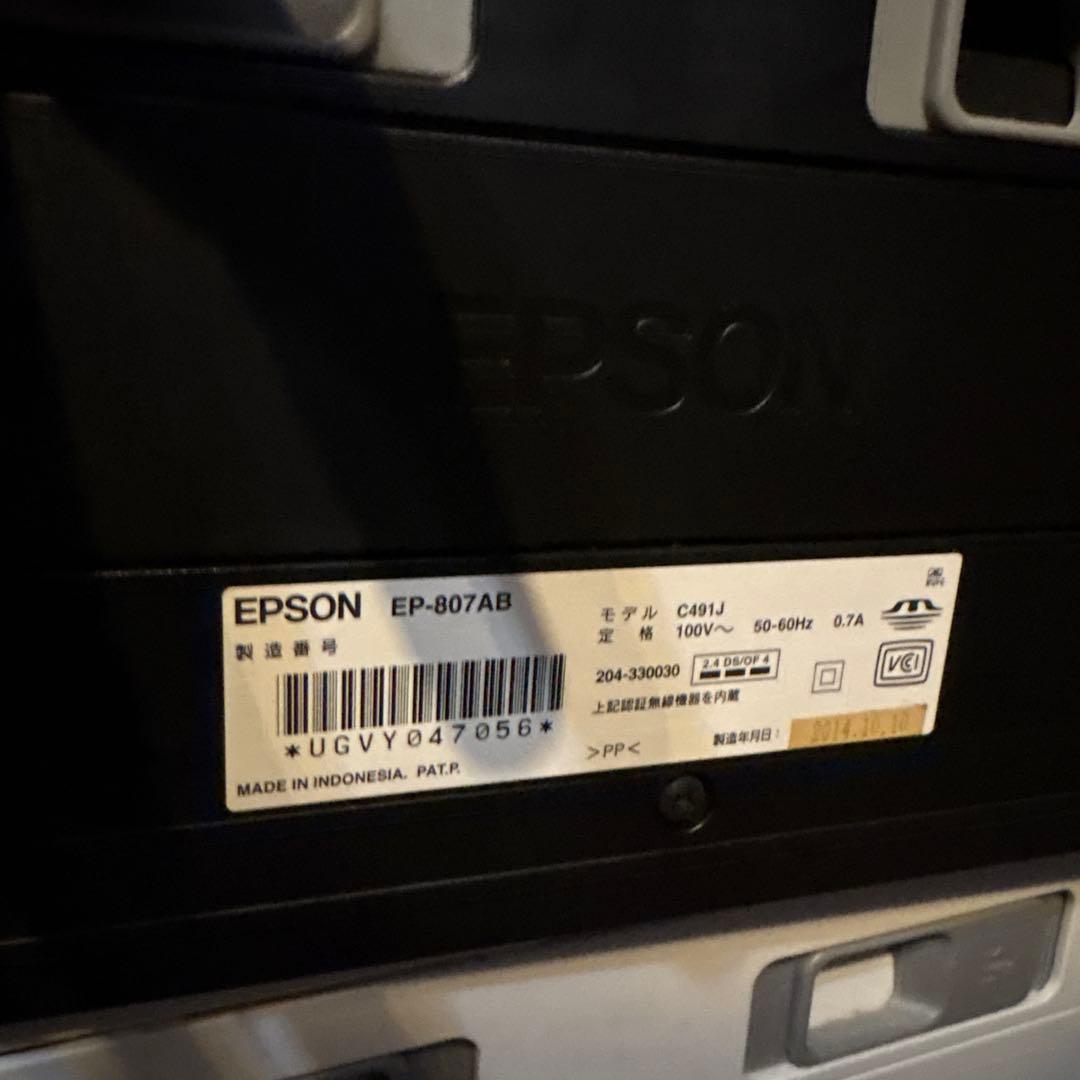 EPSON
EPSON EP-807AB
製造番号
*UGVY047056*
MADE IN INDONESIA. PAT.P.
モデル C491J
定格 100V～ 50-60Hz 0.7A
204-330030 2.4 DS/OF 4
上記認証無線機器を内蔵
>PP<
製造年月日: 2014.10.10
VCI